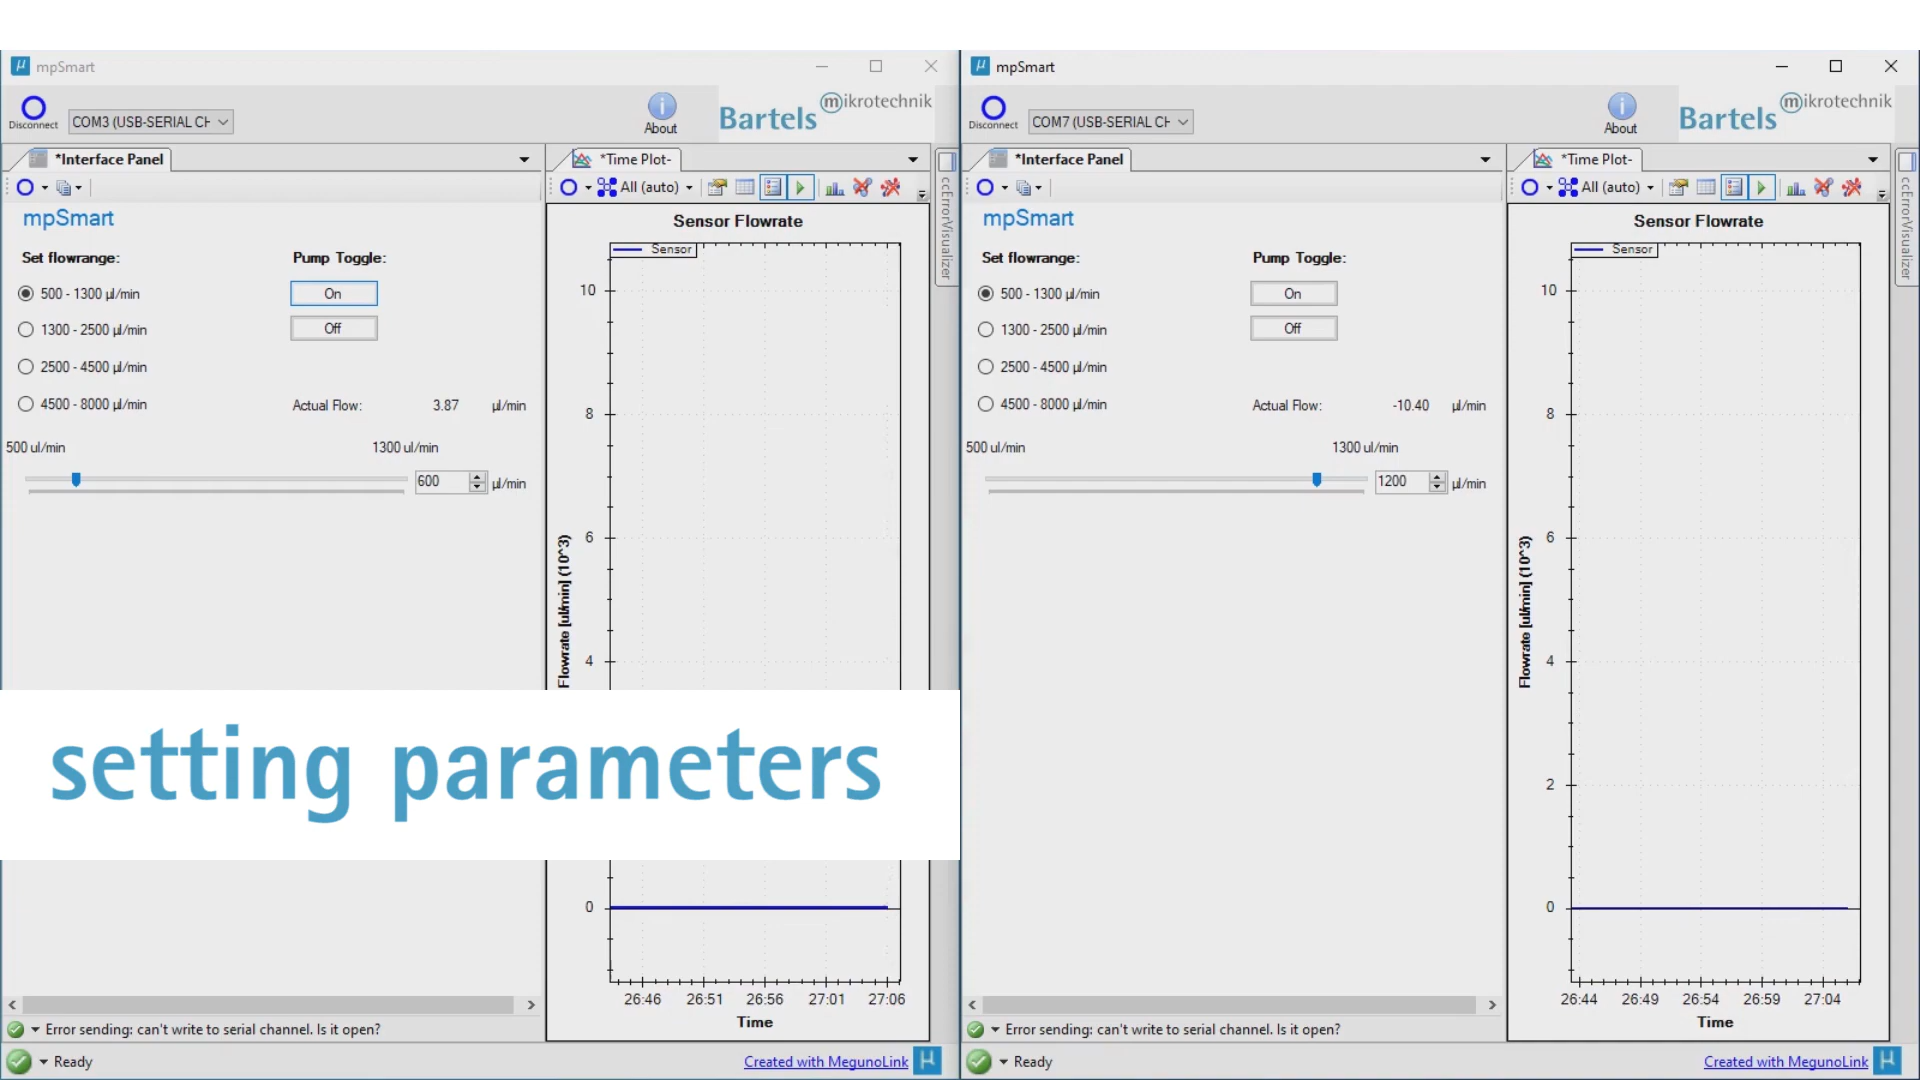 mpSmart
Disconnect
COM3 (USB-SERIAL CH
About
Bartels mikrotechnik
*Interface Panel
*Time Plot-
All (auto)
ccErrorVisualizer
mpSmart
Set flowrange:
Pump Toggle:
500 - 1300 µl/min
On
1300 - 2500 µl/min
Off
2500 - 4500 µl/min
4500 - 8000 µl/min
Actual Flow: 3.87 µl/min
500 ul/min
1300 ul/min
600 µl/min
Sensor Flowrate
Sensor
10
8
6
4
0
Flowrate [ul/min] (10^3)
26:46 26:51 26:56 27:01 27:06
Time
setting parameters
Error sending: can't write to serial channel. Is it open?
Ready
Created with MegunoLink
mpSmart
Disconnect
COM7 (USB-SERIAL CH
About
Bartels mikrotechnik
*Interface Panel
*Time Plot-
All (auto)
ccErrorVisualizer
mpSmart
Set flowrange:
Pump Toggle:
500 - 1300 µl/min
On
1300 - 2500 µl/min
Off
2500 - 4500 µl/min
4500 - 8000 µl/min
Actual Flow: -10.40 µl/min
500 ul/min
1300 ul/min
1200 µl/min
Sensor Flowrate
Sensor
10
8
6
4
2
0
Flowrate [ul/min] (10^3)
26:44 26:49 26:54 26:59 27:04
Time
Error sending: can't write to serial channel. Is it open?
Ready
Created with MegunoLink